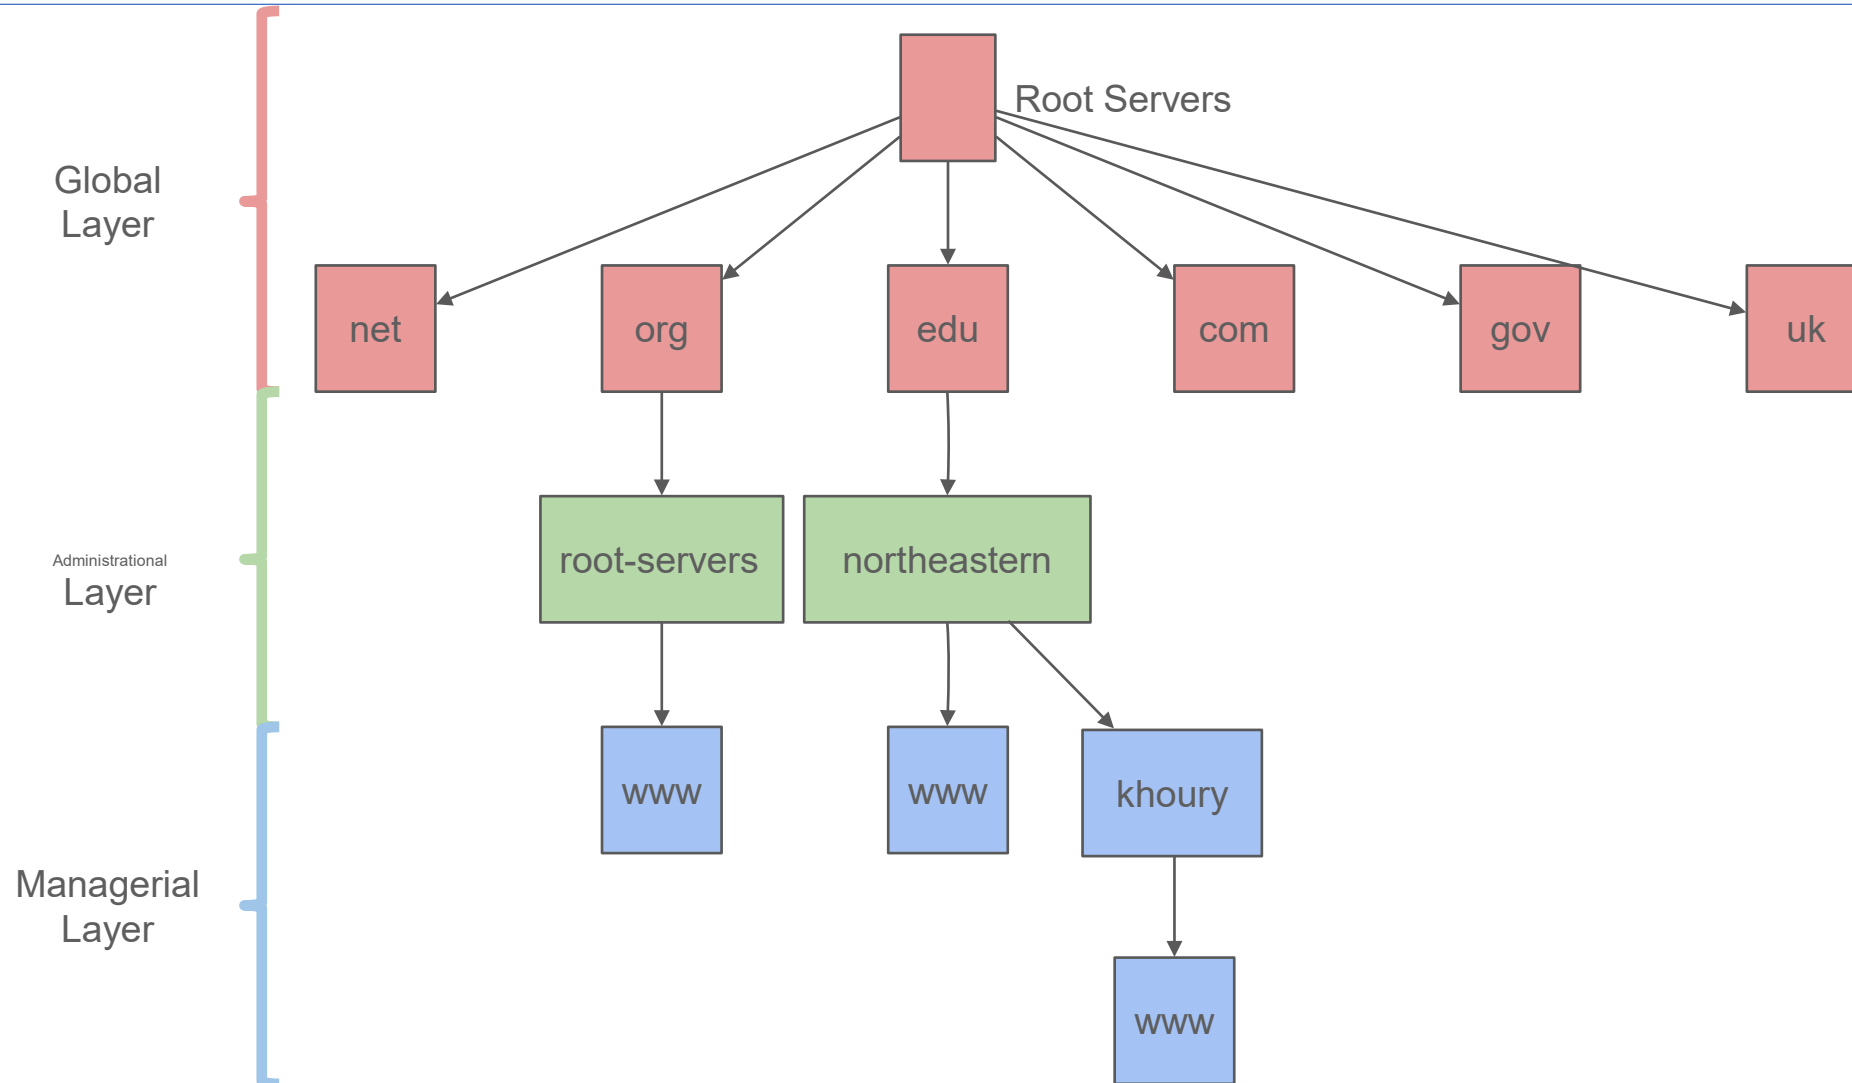 Root Servers
Global
Layer
net
org
edu
com
gov
uk
Administrational
Layer
root-servers
northeastern
www
www
khoury
Managerial
Layer
www